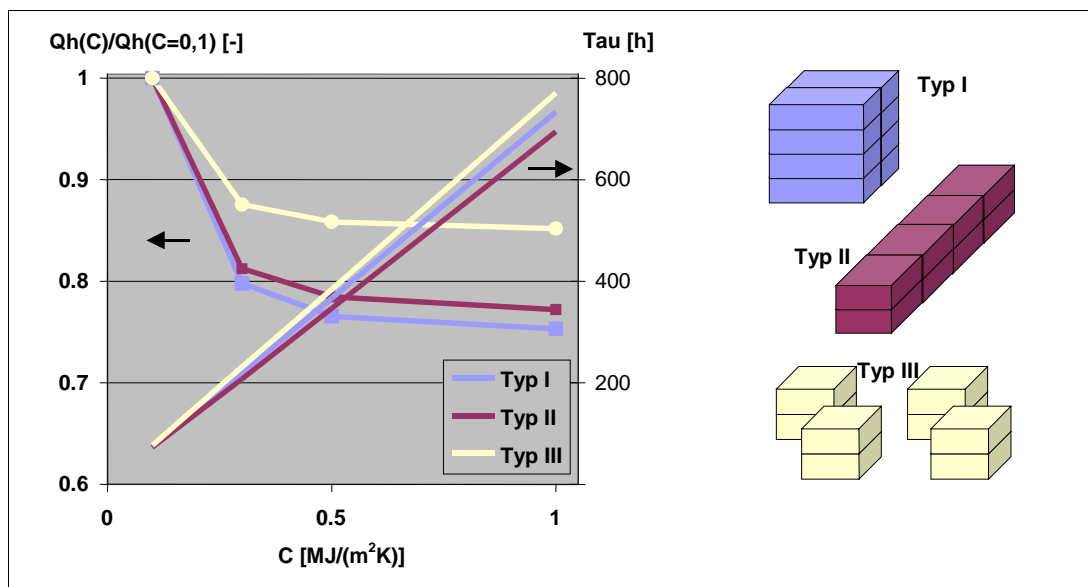 Qh(C)/Qh(C=0,1) [-]
Tau [h]
1
0.9
0.8
0.7
0.6
800
600
400
200
0
0.5
1
C [MJ/(m²K)]
Typ I
Typ II
Typ III
Typ I
Typ II
Typ III